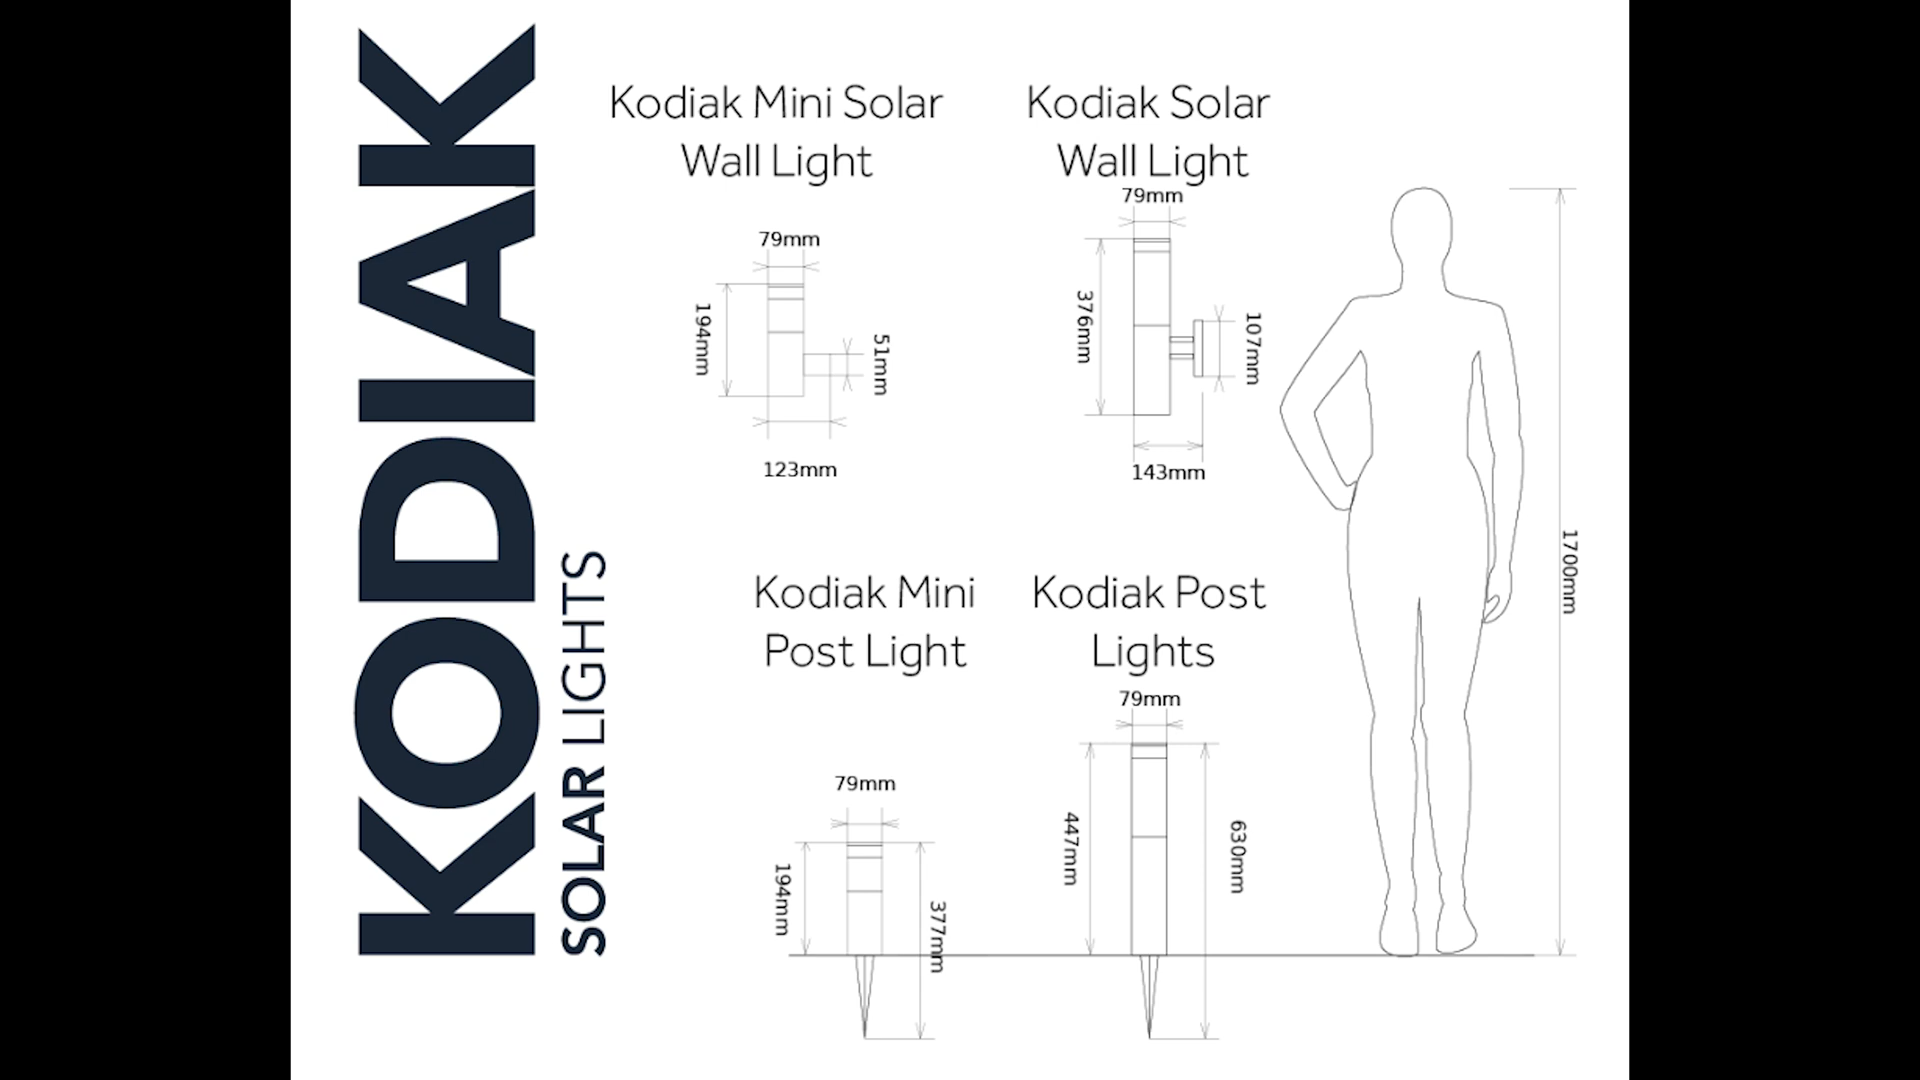 KODIAK
SOLAR LIGHTS
Kodiak Mini Solar
Wall Light
79mm
194mm
51mm
123mm
Kodiak Solar
Wall Light
79mm
376mm
107mm
143mm
1700mm
Kodiak Mini
Post Light
79mm
194mm
377mm
Kodiak Post
Lights
79mm
447mm
630mm